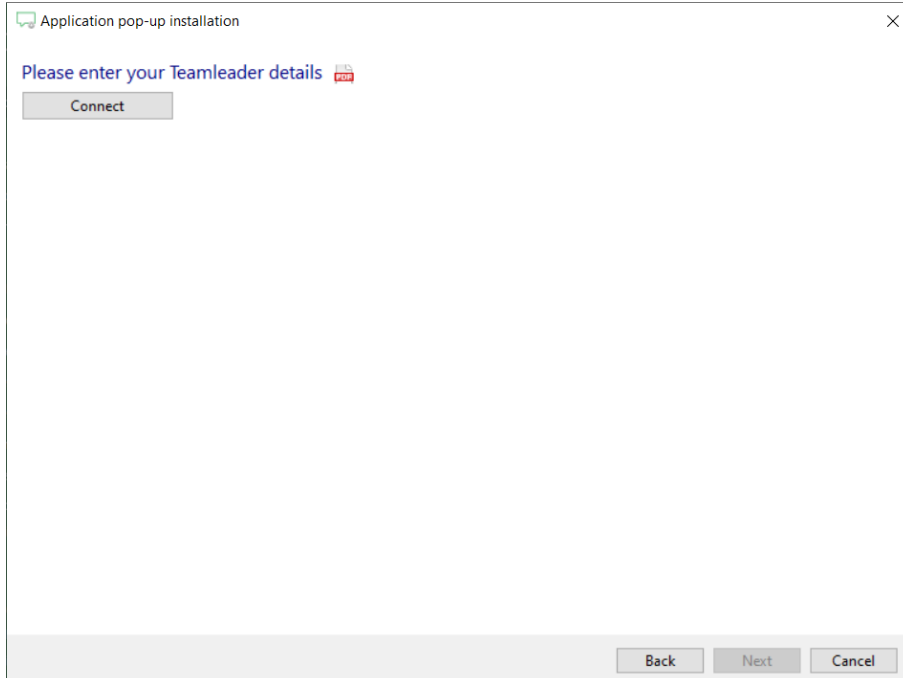 Application pop-up installation
Please enter your Teamleader details
PDF
Connect
Back Next Cancel